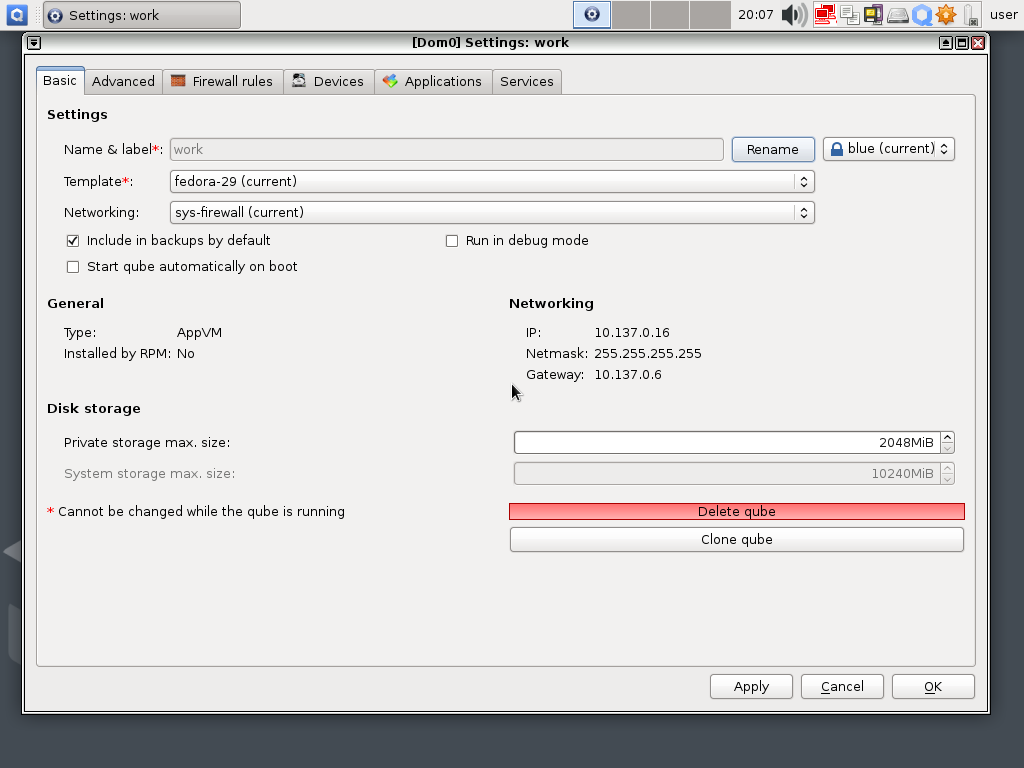 Settings: work
20:07
user
[Dom0] Settings: work
Basic
Advanced
Firewall rules
Devices
Applications
Services
Settings
Name & label*: work Rename blue (current)
Template*: fedora-29 (current)
Networking: sys-firewall (current)
Include in backups by default
Run in debug mode
Start qube automatically on boot
General
Type: AppVM
Installed by RPM: No
Networking
IP: 10.137.0.16
Netmask: 255.255.255.255
Gateway: 10.137.0.6
Disk storage
Private storage max. size: 2048MiB
System storage max. size: 10240MiB
* Cannot be changed while the qube is running
Delete qube
Clone qube
Apply
Cancel
OK